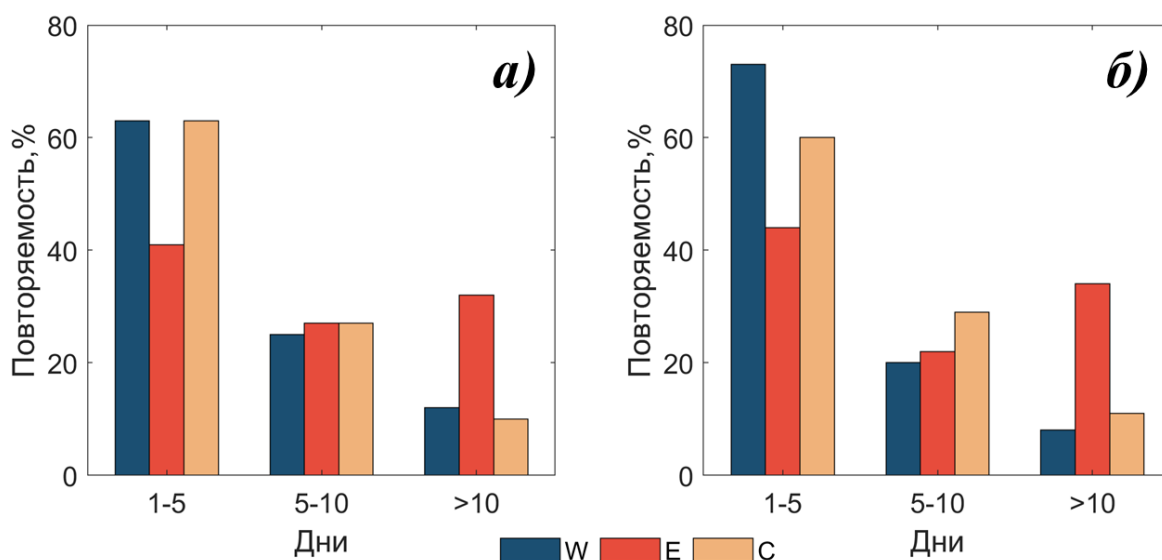 80
60
40
20
0
Повторяемость,%
а)
1-5 5-10 >10
Дни
80
60
40
20
0
Повторяемость,%
б)
1-5 5-10 >10
Дни
W E C